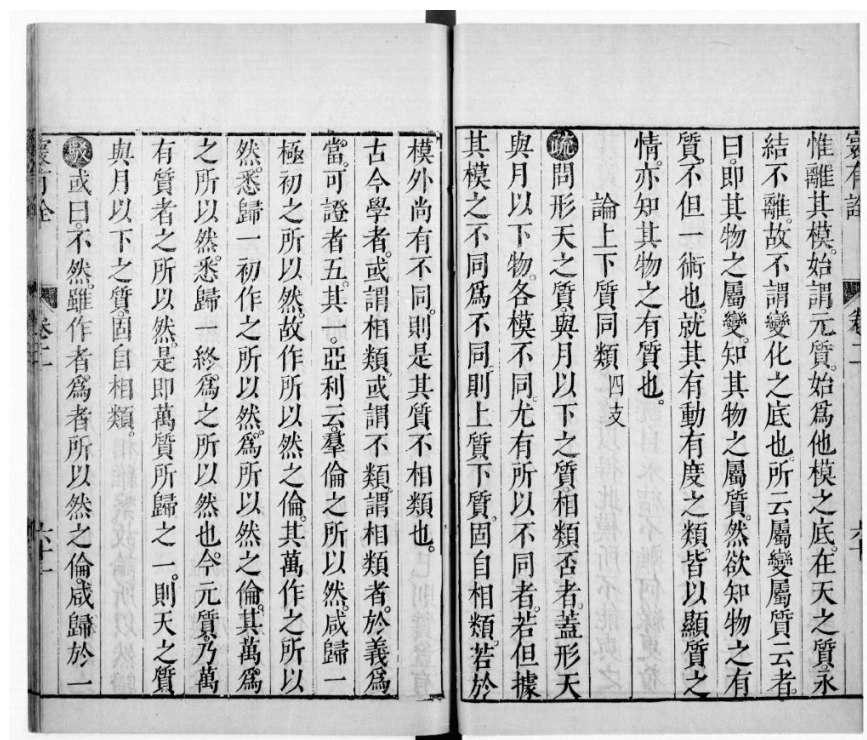 寰有詮
卷二
六十
惟離其模。始謂元質。始爲他模之底。在天之質。永
結不離。故不謂變化之底也。所云屬變屬質云者。
曰。即其物之屬變。知其物之屬質。然欲知物之有
質。不但一術也。就其有動有度之類。皆以顯質之
情。亦知其物之有質也。
論上下質同類 四支
疏 問形天之質。與月以下之質。相類否者。蓋形天
與月以下物。各模不同。尤有所以不同者。若但據
其模之不同爲不同。則上質下質。固自相類。若於
模外尚有不同。則是其質不相類也。
古今學者。或謂相類。或謂不類。謂相類者。於義爲
當。可證者五。其一。亞利云。羣倫之所以然。咸歸一
極初之所以然。故作所以然之倫。其萬作之所以
然。悉歸一初作之所以然。爲所以然之倫。其萬爲
之所以然。悉歸一終爲之所以然也。今元質。乃萬
有質者之所以然。是即萬質所歸之一。則天之質
與月以下之質。固自相類。
駁 或曰。不然。雖作者爲者所以然之倫。咸歸於一
寰有詮
卷二
六十一